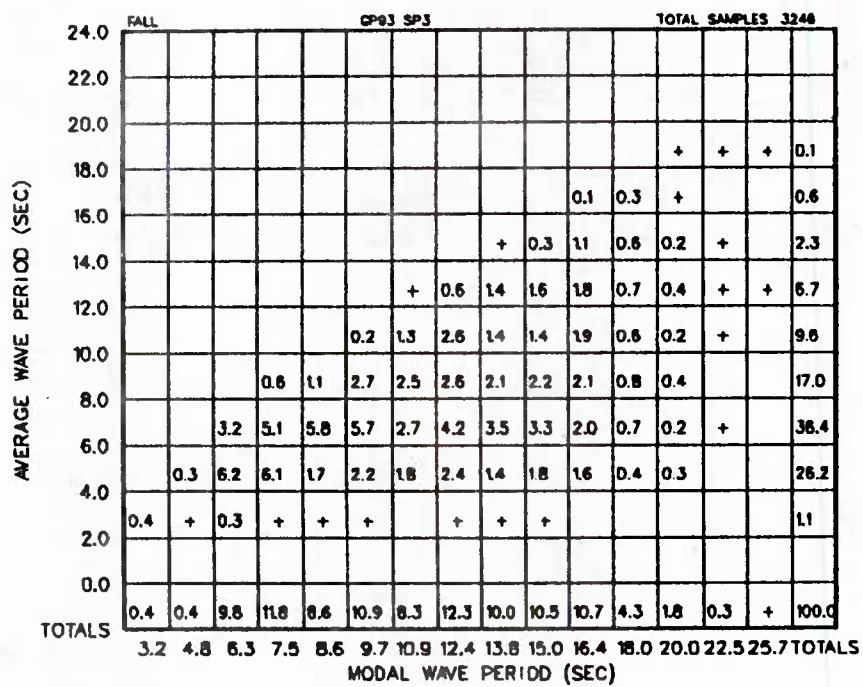 FALL GP93 SP3 TOTAL SAMPLES 3246
24.0
22.0
20.0
+ + + 0.1
18.0
0.1 0.3 + 0.6
16.0
+ 0.3 1.1 0.6 0.2 + 2.3
14.0
+ 0.6 1.4 1.6 1.8 0.7 0.4 + + 6.7
12.0
0.2 1.3 2.6 1.4 1.4 1.9 0.6 0.2 + 9.6
10.0
0.6 1.1 2.7 2.5 2.6 2.1 2.2 2.1 0.8 0.4 17.0
8.0
3.2 5.1 5.8 5.7 2.7 4.2 3.5 3.3 2.0 0.7 0.2 + 36.4
6.0
0.3 6.2 6.1 1.7 2.2 1.8 2.4 1.4 1.8 1.6 0.4 0.3 26.2
4.0
0.4 + 0.3 + + + + + + 1.1
2.0
0.0
0.4 0.4 9.8 11.8 8.6 10.9 8.3 12.3 10.0 10.5 10.7 4.3 1.8 0.3 + 100.0
TOTALS
3.2 4.8 6.3 7.5 8.6 9.7 10.9 12.4 13.8 15.0 16.4 18.0 20.0 22.5 25.7 TOTALS
MODAL WAVE PERIOD (SEC)
AVERAGE WAVE PERIOD (SEC)